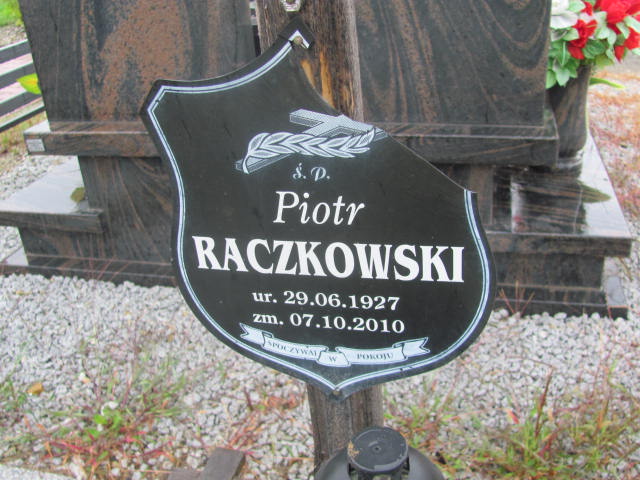 Ś. P.
Piotr
RACZKOWSKI
ur. 29.06.1927
zm. 07.10.2010
SPOCZYWAJ W POKOJU